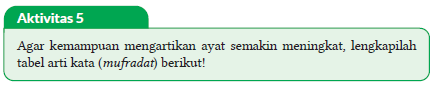 Aktivitas 5
Agar kemampuan mengartikan ayat semakin meningkat, lengkapilah
tabel arti kata (mufradat) berikut!